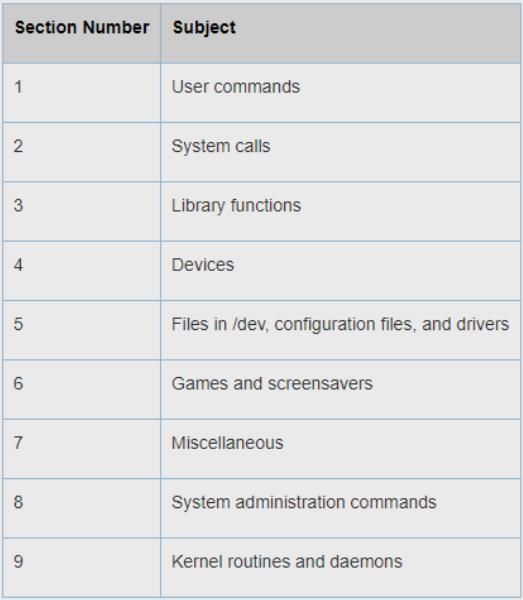 Section Number Subject
1 User commands
2 System calls
3 Library functions
4 Devices
5 Files in /dev, configuration files, and drivers
6 Games and screensavers
7 Miscellaneous
8 System administration commands
9 Kernel routines and daemons